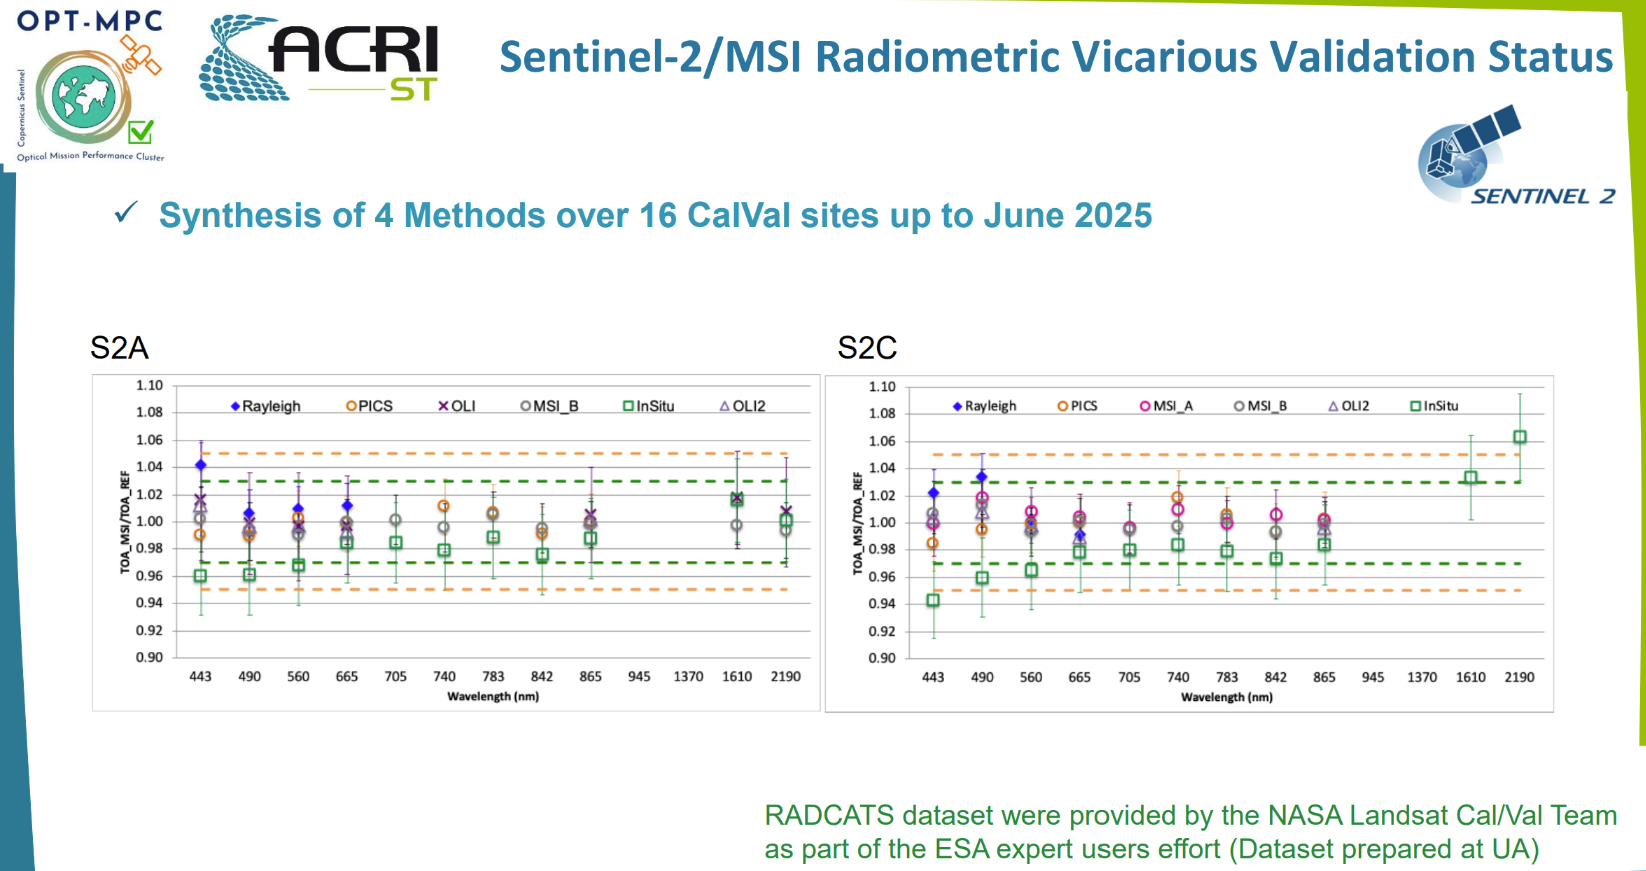 OPT-MPC
Copernicus Sentinel
Optical Mission Performance Cluster
ACRI
ST
Sentinel-2/MSI Radiometric Vicarious Validation Status
SENTINEL 2
✓ Synthesis of 4 Methods over 16 CalVal sites up to June 2025
S2A
TOA_MSI/TOA_REF
1.10
1.08
1.06
1.04
1.02
1.00
0.98
0.96
0.94
0.92
0.90
Rayleigh PICS OLI MSI_B InSitu OLI2
443 490 560 665 705 740 783 842 865 945 1370 1610 2190
Wavelength (nm)
S2C
TOA_MSI/TOA_REF
1.10
1.08
1.06
1.04
1.02
1.00
0.98
0.96
0.94
0.92
0.90
Rayleigh PICS MSI_A MSI_B OLI2 InSitu
443 490 560 665 705 740 783 842 865 945 1370 1610 2190
Wavelength (nm)
RADCATS dataset were provided by the NASA Landsat Cal/Val Team
as part of the ESA expert users effort (Dataset prepared at UA)